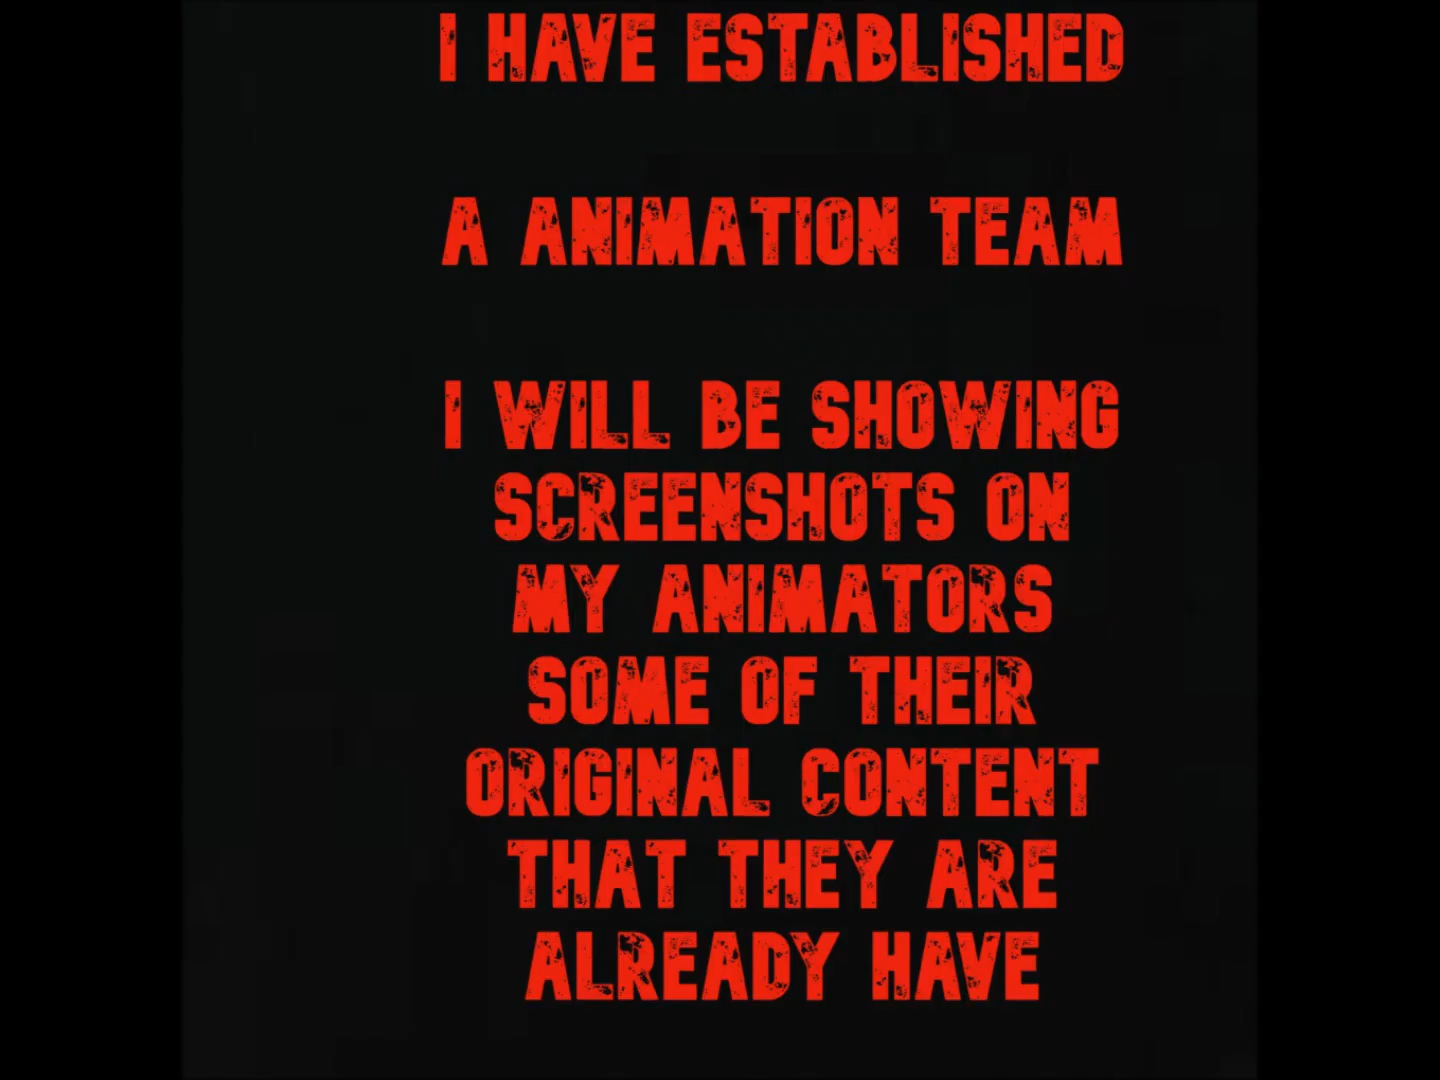 I HAVE ESTABLISHED
A ANIMATION TEAM
I WILL BE SHOWING
SCREENSHOTS ON
MY ANIMATORS
SOME OF THEIR
ORIGINAL CONTENT
THAT THEY ARE
ALREADY HAVE